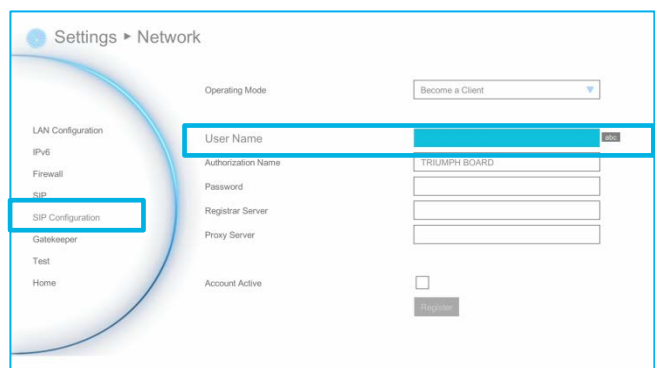 Settings ▸ Network
Operating Mode
Become a Client
LAN Configuration
IPv6
Firewall
SIP
SIP Configuration
Gatekeeper
Test
Home
User Name
abc
Authorization Name
TRIUMPH BOARD
Password
Registrar Server
Proxy Server
Account Active
Register